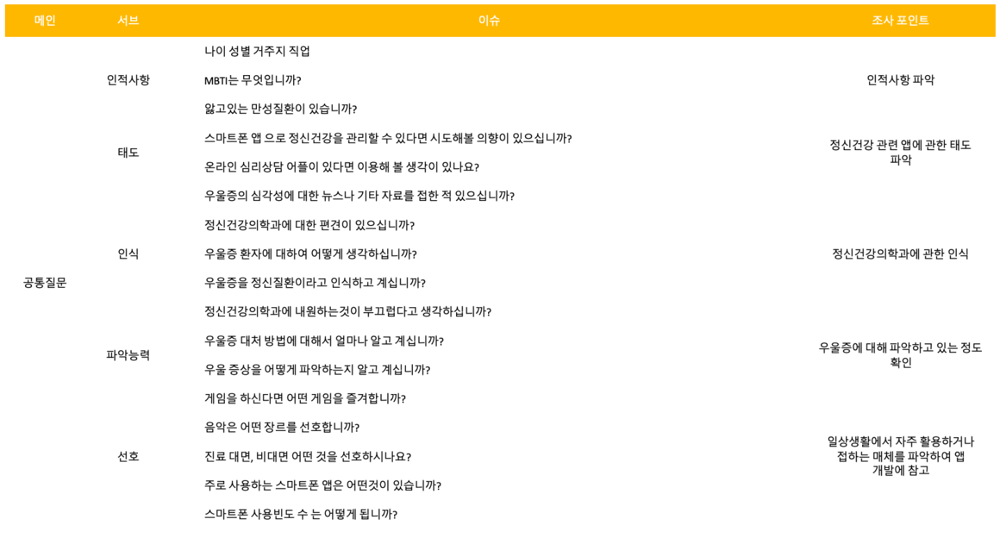 메인 서브 이슈 조사 포인트
나이 성별 거주지 직업
인적사항 MBTI는 무엇입니까? 인적사항 파악
앓고있는 만성질환이 있습니까?
스마트폰 앱 으로 정신건강을 관리할 수 있다면 시도해볼 의향이 있으십니까?
태도
정신건강 관련 앱에 관한 태도
파악
온라인 심리상담 어플이 있다면 이용해 볼 생각이 있나요?
우울증의 심각성에 대한 뉴스나 기타 자료를 접한 적 있으십니까?
정신건강의학과에 대한 편견이 있으십니까?
인식 우울증 환자에 대하여 어떻게 생각하십니까? 정신건강의학과에 관한 인식
공통질문 우울증을 정신질환이라고 인식하고 계십니까?
정신건강의학과에 내원하는것이 부끄럽다고 생각하십니까?
우울증 대처 방법에 대해서 얼마나 알고 계십니까?
파악능력
우울증에 대해 파악하고 있는 정도
확인
우울 증상을 어떻게 파악하는지 알고 계십니까?
게임을 하신다면 어떤 게임을 즐겨합니까?
음악은 어떤 장르를 선호합니까?
선호 진료 대면, 비대면 어떤 것을 선호하시나요?
일상생활에서 자주 활용하거나
접하는 매체를 파악하여 앱
개발에 참고
주로 사용하는 스마트폰 앱은 어떤것이 있습니까?
스마트폰 사용빈도 수 는 어떻게 됩니까?